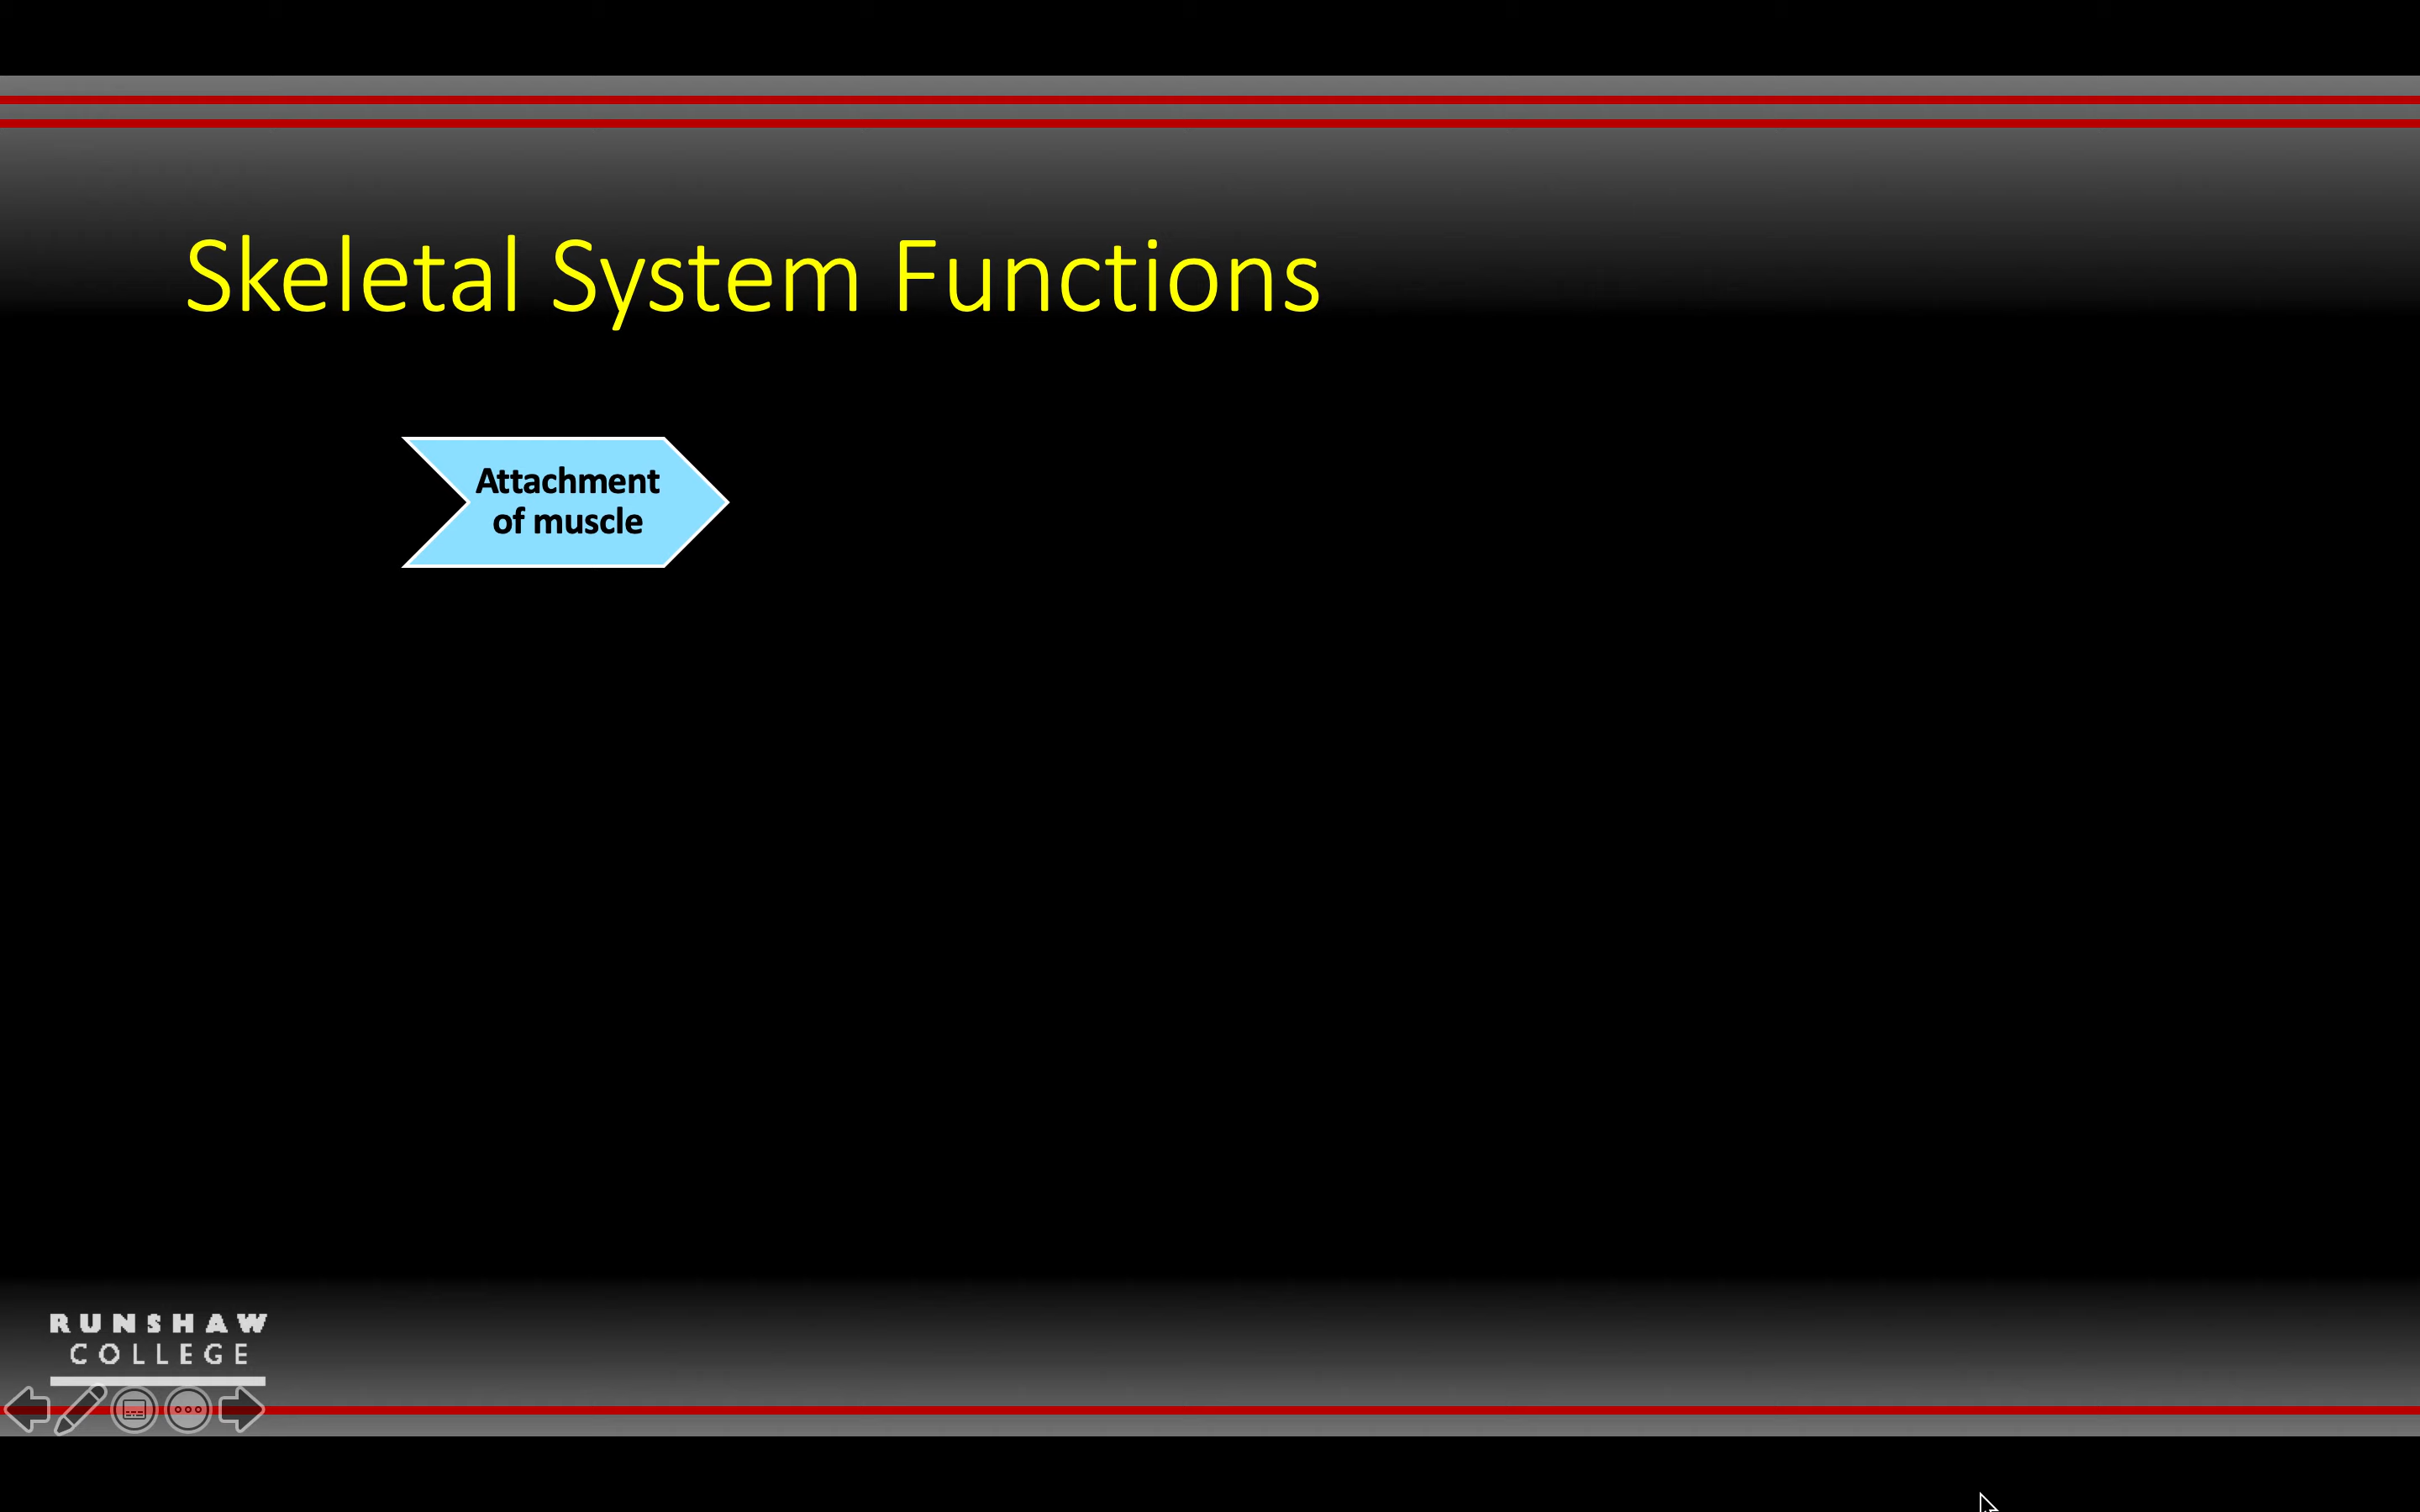 Skeletal System Functions
Attachment
of muscle
RUNSHAW
COLLEGE